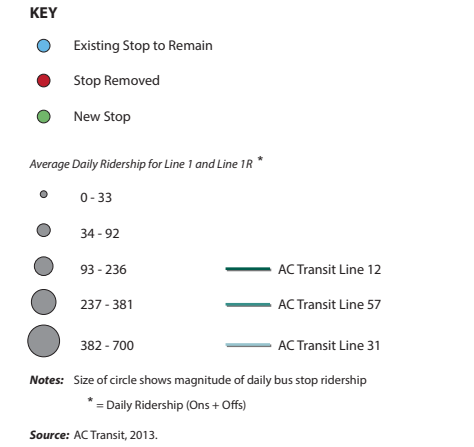 KEY
Existing Stop to Remain
Stop Removed
New Stop
Average Daily Ridership for Line 1 and Line 1R *
0 - 33
34 - 92
93 - 236
AC Transit Line 12
237 - 381
AC Transit Line 57
382 - 700
AC Transit Line 31
Notes: Size of circle shows magnitude of daily bus stop ridership
* = Daily Ridership (Ons + Offs)
Source: AC Transit, 2013.